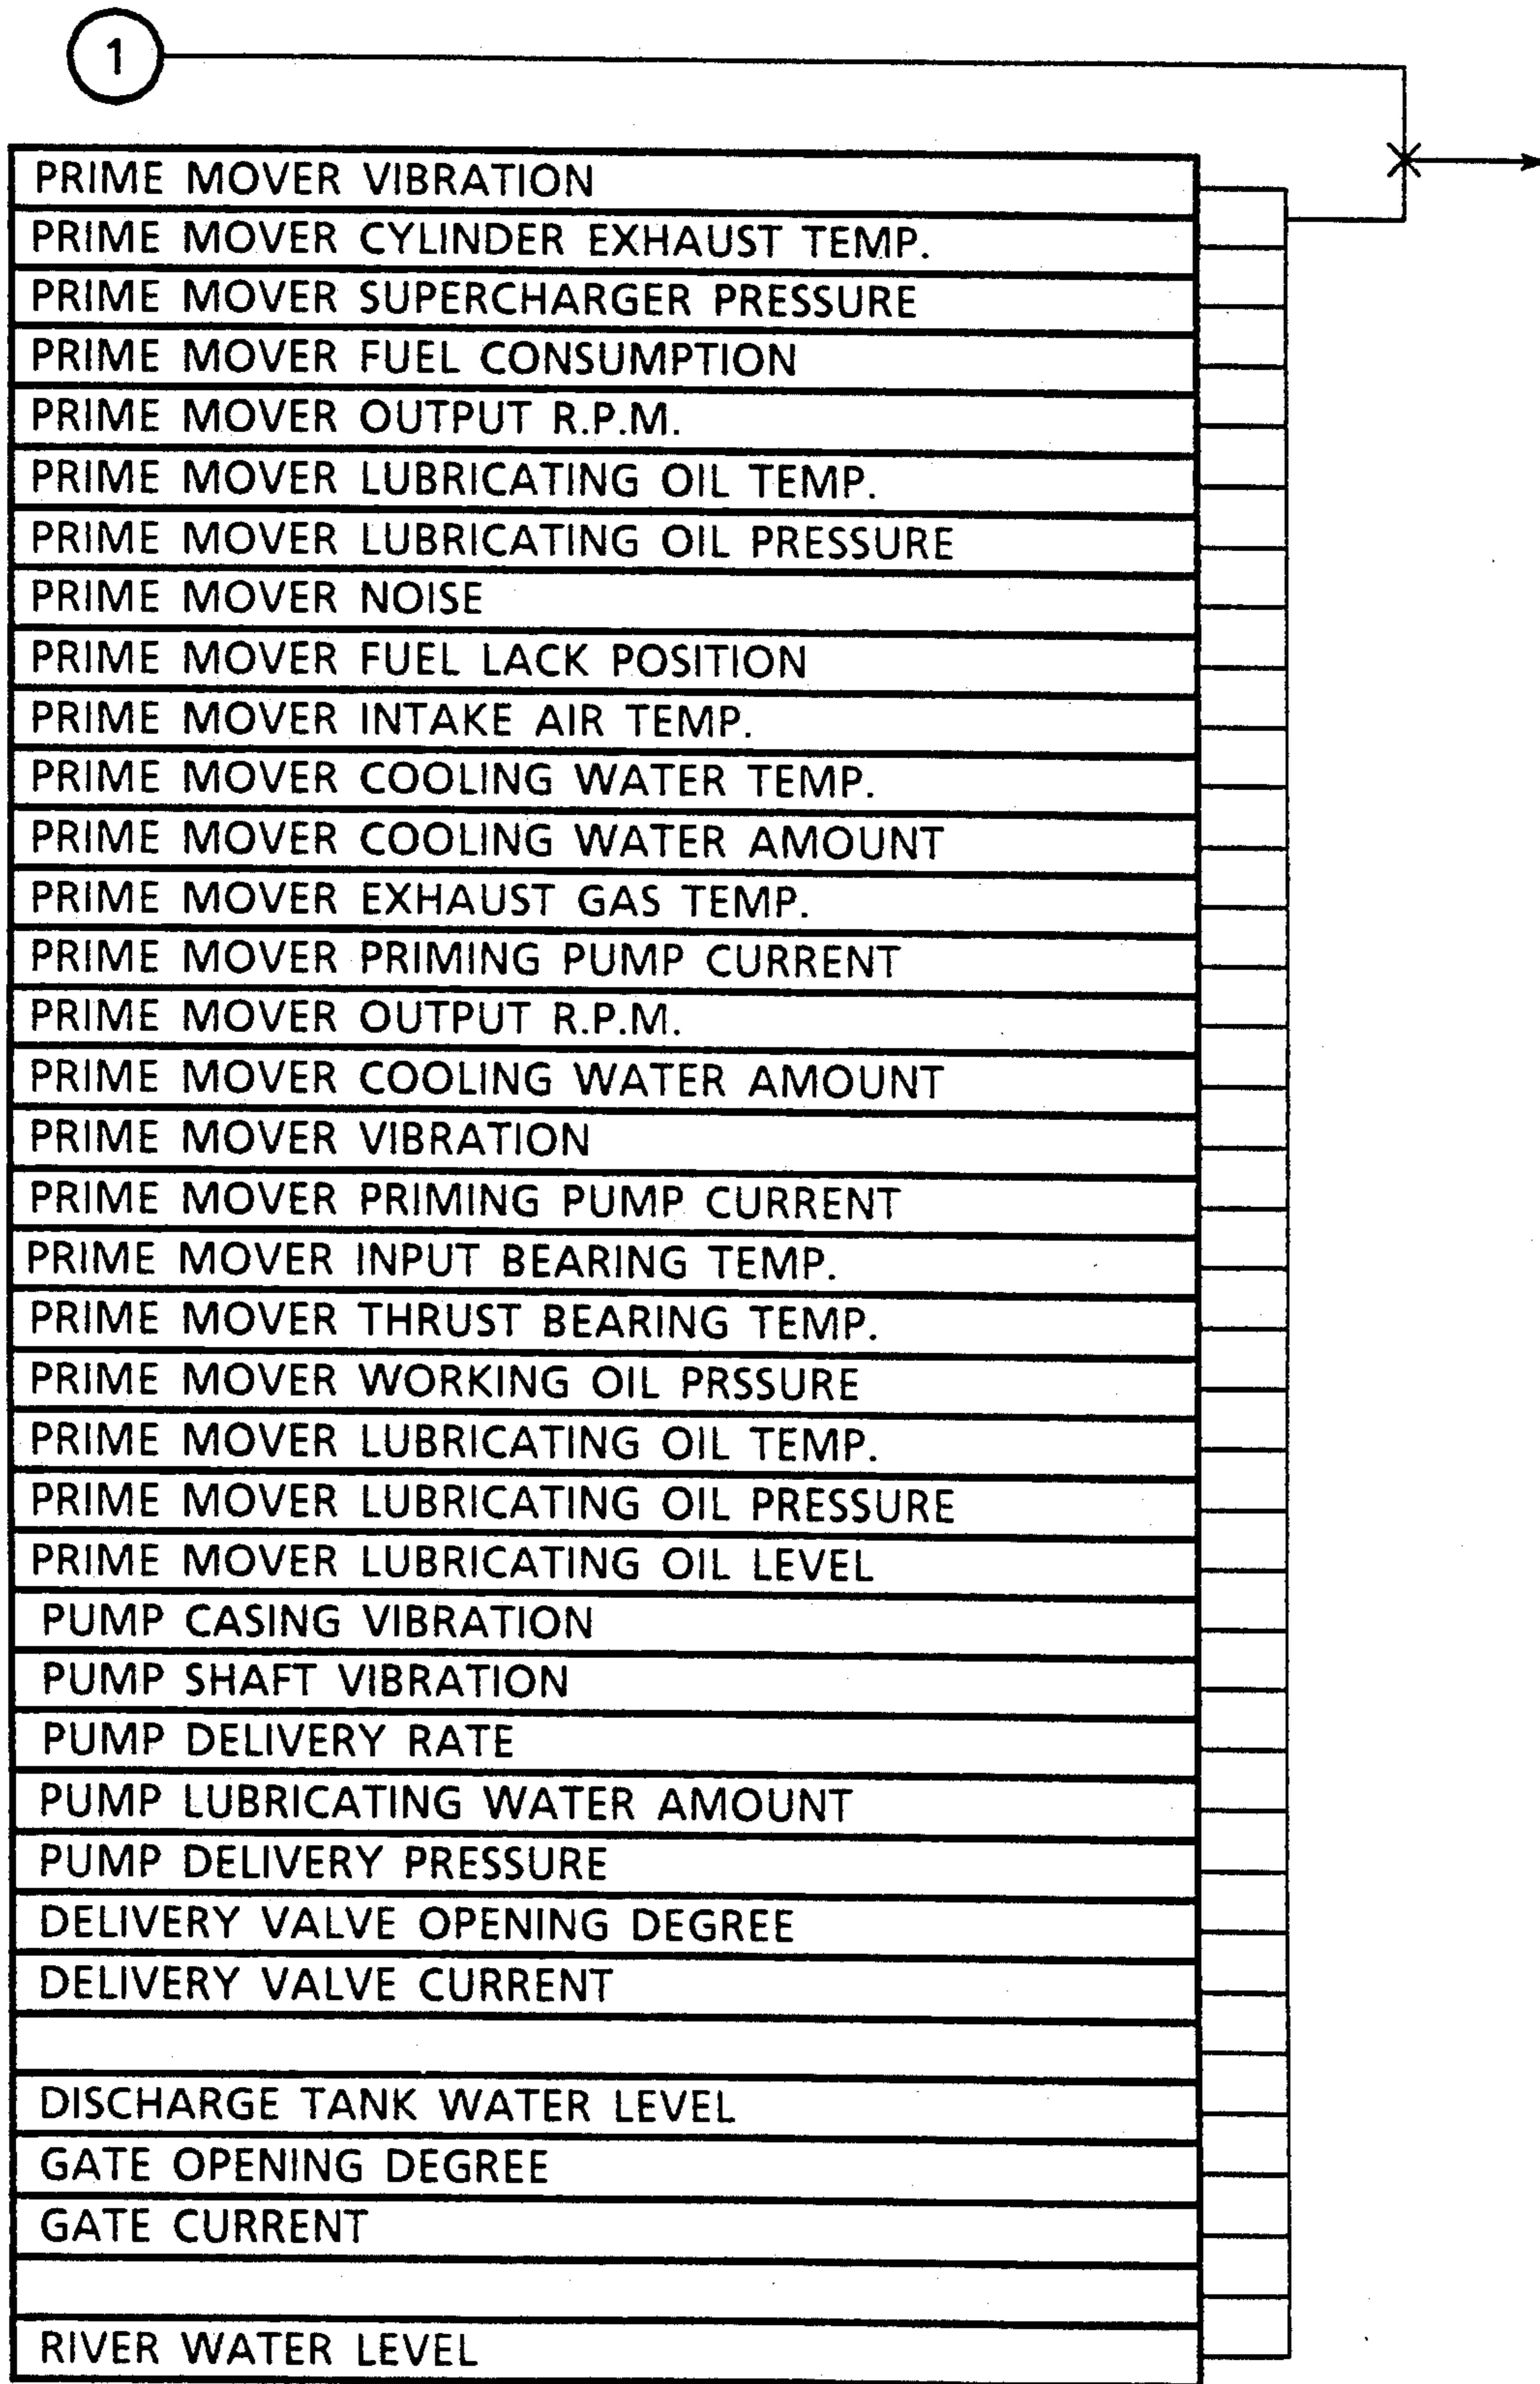 1
PRIME MOVER VIBRATION
PRIME MOVER CYLINDER EXHAUST TEMP.
PRIME MOVER SUPERCHARGER PRESSURE
PRIME MOVER FUEL CONSUMPTION
PRIME MOVER OUTPUT R.P.M.
PRIME MOVER LUBRICATING OIL TEMP.
PRIME MOVER LUBRICATING OIL PRESSURE
PRIME MOVER NOISE
PRIME MOVER FUEL LACK POSITION
PRIME MOVER INTAKE AIR TEMP.
PRIME MOVER COOLING WATER TEMP.
PRIME MOVER COOLING WATER AMOUNT
PRIME MOVER EXHAUST GAS TEMP.
PRIME MOVER PRIMING PUMP CURRENT
PRIME MOVER OUTPUT R.P.M.
PRIME MOVER COOLING WATER AMOUNT
PRIME MOVER VIBRATION
PRIME MOVER PRIMING PUMP CURRENT
PRIME MOVER INPUT BEARING TEMP.
PRIME MOVER THRUST BEARING TEMP.
PRIME MOVER WORKING OIL PRSSURE
PRIME MOVER LUBRICATING OIL TEMP.
PRIME MOVER LUBRICATING OIL PRESSURE
PRIME MOVER LUBRICATING OIL LEVEL
PUMP CASING VIBRATION
PUMP SHAFT VIBRATION
PUMP DELIVERY RATE
PUMP LUBRICATING WATER AMOUNT
PUMP DELIVERY PRESSURE
DELIVERY VALVE OPENING DEGREE
DELIVERY VALVE CURRENT
DISCHARGE TANK WATER LEVEL
GATE OPENING DEGREE
GATE CURRENT
RIVER WATER LEVEL